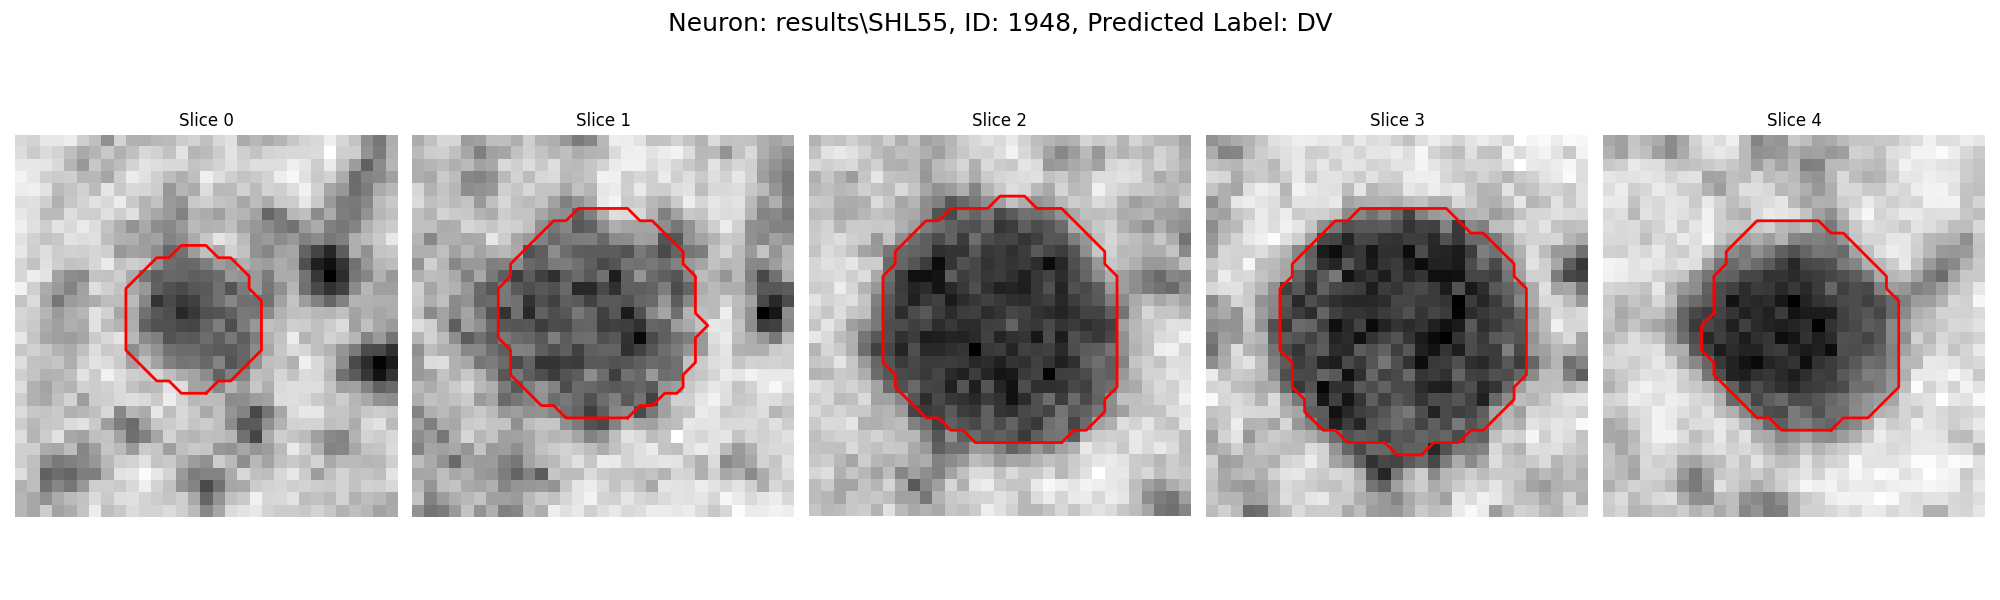 Neuron: results\SHL55, ID: 1948, Predicted Label: DV
Slice 0
Slice 1
Slice 2
Slice 3
Slice 4